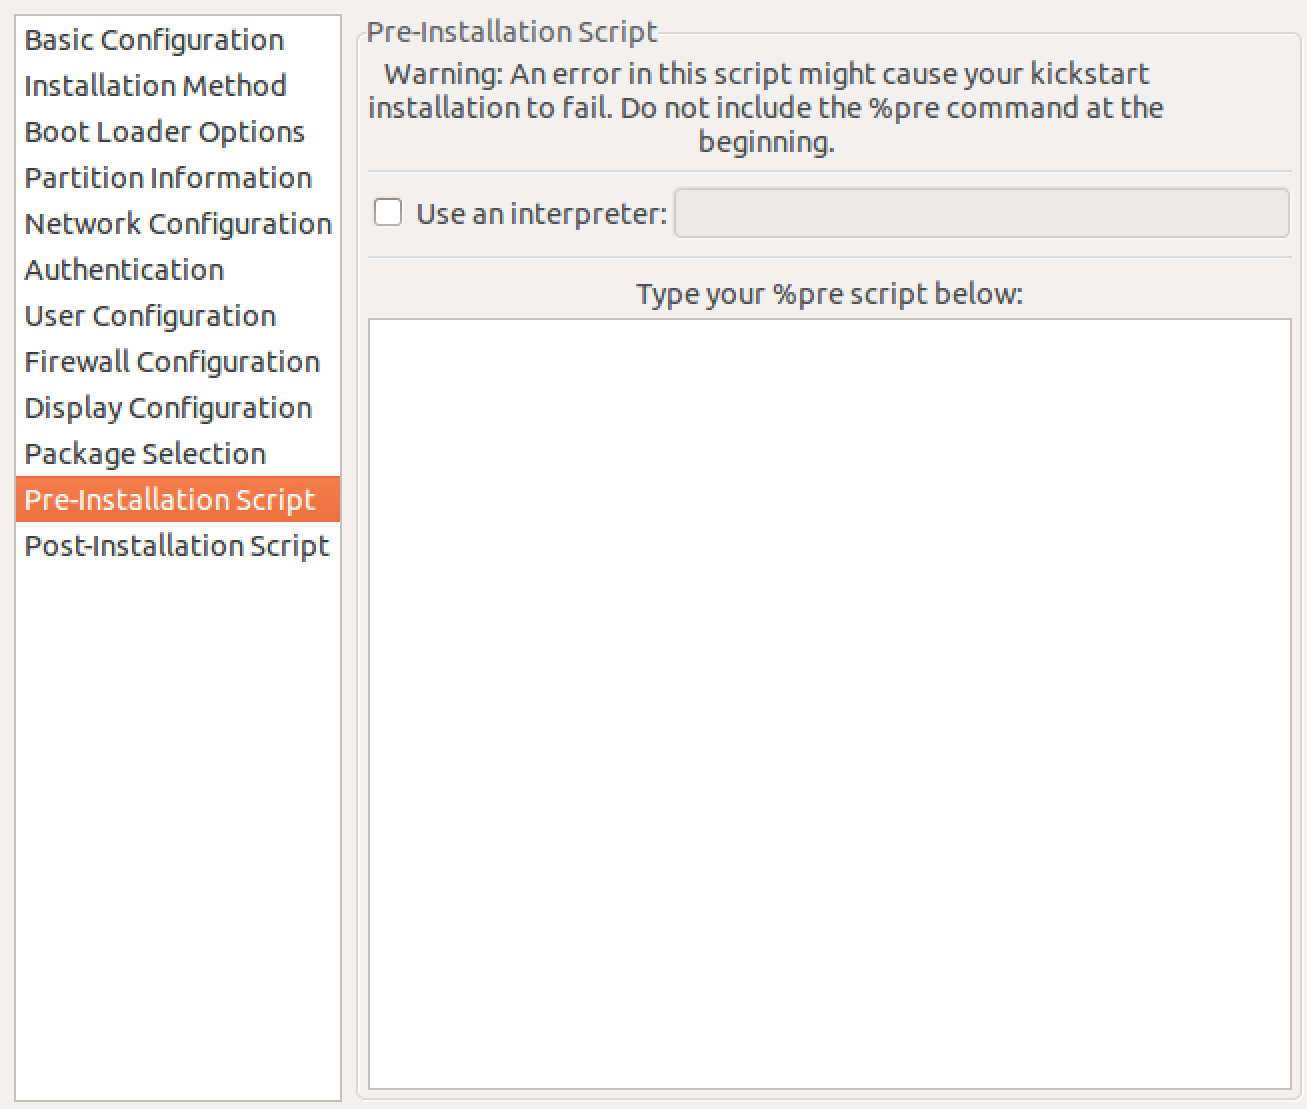 Basic Configuration
Installation Method
Boot Loader Options
Partition Information
Network Configuration
Authentication
User Configuration
Firewall Configuration
Display Configuration
Package Selection
Pre-Installation Script
Post-Installation Script
Pre-Installation Script
Warning: An error in this script might cause your kickstart
installation to fail. Do not include the %pre command at the
beginning.
Use an interpreter:
Type your %pre script below: